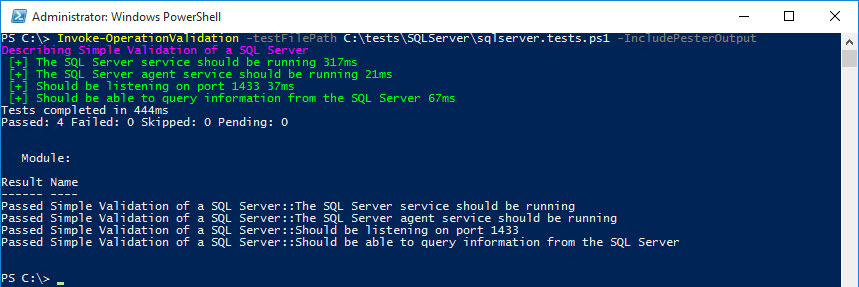 Administrator: Windows PowerShell
PS C:\> Invoke-OperationValidation -testFilePath C:\tests\SQLServer\sqlserver.tests.ps1 -IncludePesterOutput
Describing Simple Validation of a SQL Server
[+] The SQL Server service should be running 317ms
[+] The SQL Server agent service should be running 21ms
[+] Should be listening on port 1433 37ms
[+] Should be able to query information from the SQL Server 67ms
Tests completed in 444ms
Passed: 4 Failed: 0 Skipped: 0 Pending: 0
Module:
Result Name
------ ----
Passed Simple Validation of a SQL Server::The SQL Server service should be running
Passed Simple Validation of a SQL Server::The SQL Server agent service should be running
Passed Simple Validation of a SQL Server::Should be listening on port 1433
Passed Simple Validation of a SQL Server::Should be able to query information from the SQL Server
PS C:\> _